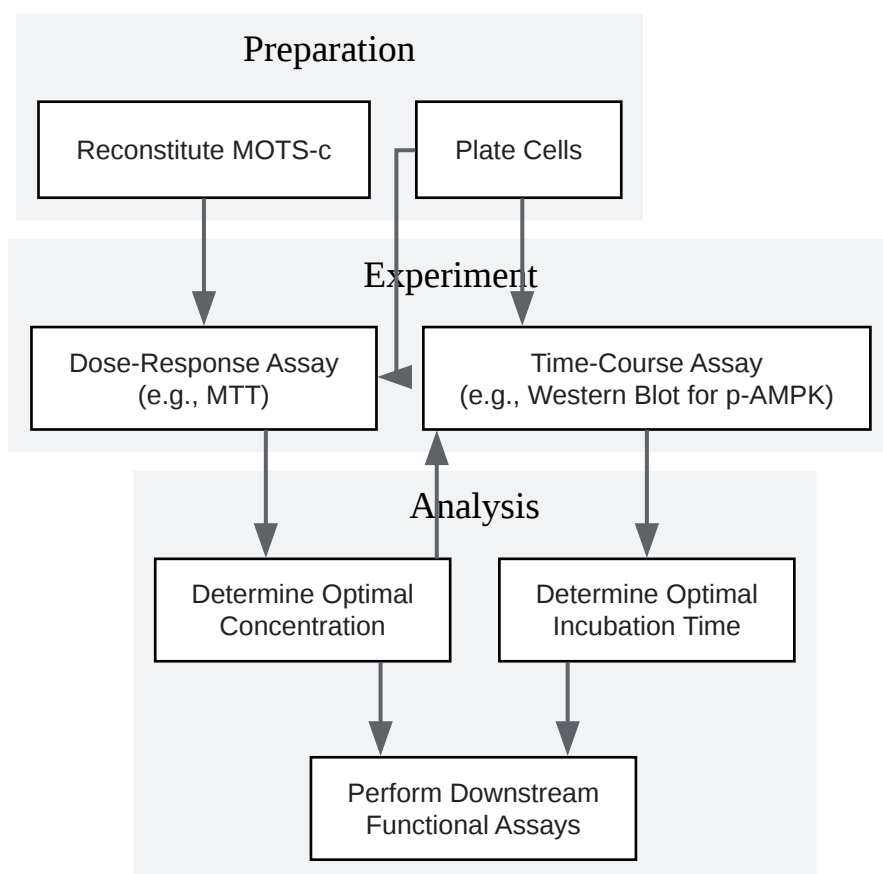 Preparation
Reconstitute MOTS-c
Plate Cells
Experiment
Dose-Response Assay
(e.g., MTT)
Time-Course Assay
(e.g., Western Blot for p-AMPK)
Analysis
Determine Optimal
Concentration
Determine Optimal
Incubation Time
Perform Downstream
Functional Assays